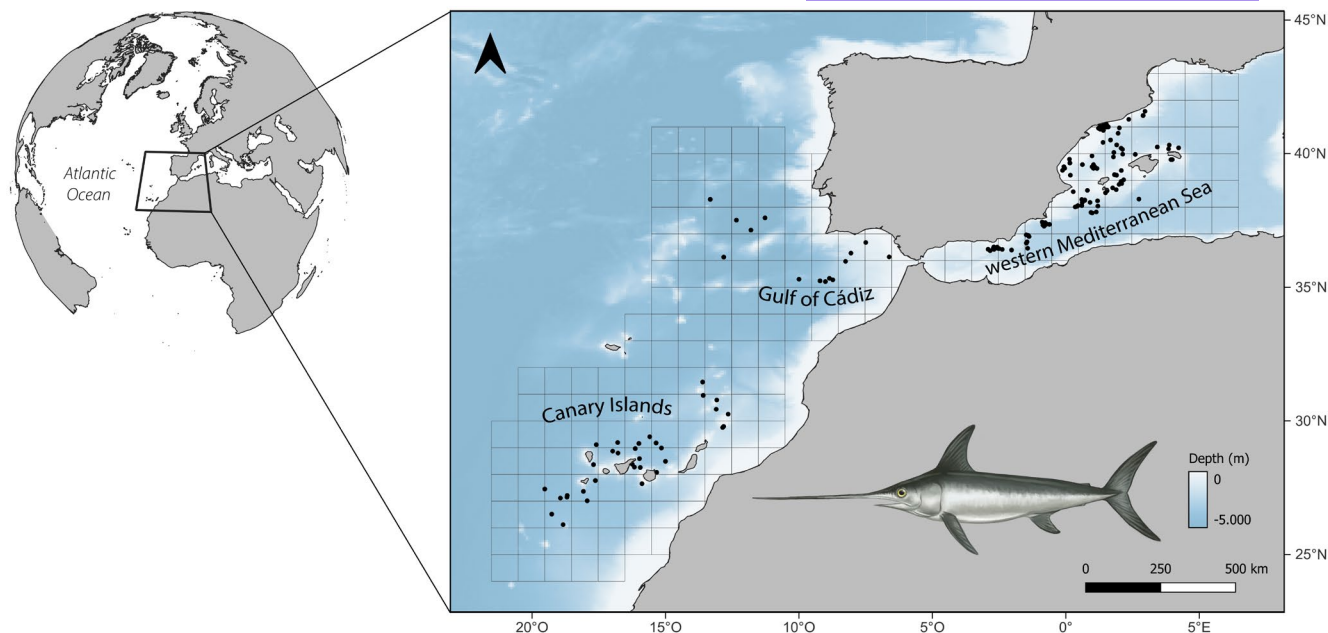 Atlantic
Ocean
45°N
40°N
35°N
30°N
25°N
western Mediterranean Sea
Gulf of Cádiz
Canary Islands
Depth (m)
0
-5.000
0 250 500 km
20°O 15°O 10°O 5°O 0° 5°E